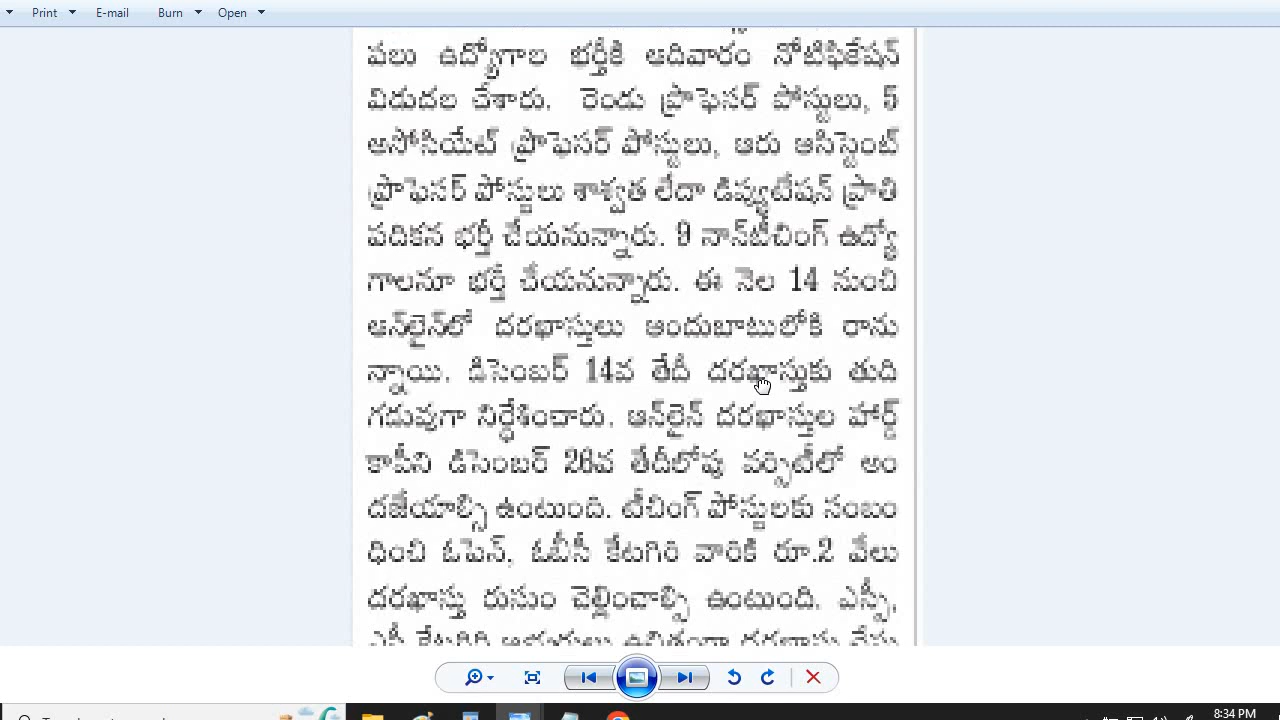 Print E-mail Burn Open
పలు ఉద్యోగాల భర్తీకి ఆదివారం నోటిఫికేషన్
విడుదల చేశారు. రెండు ప్రొఫెసర్ పోస్టులు, 5
అసోసియేట్ ప్రొఫెసర్ పోస్టులు, ఆరు అసిస్టెంట్
ప్రొఫెసర్ పోస్టులు శాశ్వత లేదా డిప్యుటేషన్ ప్రాతి
పదికన భర్తీ చేయనున్నారు. 9 నాన్‌టీచింగ్ ఉద్యో
గాలనూ భర్తీ చేయనున్నారు. ఈ నెల 14 నుంచి
ఆన్‌లైన్‌లో దరఖాస్తులు అందుబాటులోకి రాను
న్నాయి. డిసెంబర్ 14వ తేదీ దరఖాస్తుకు తుది
గడువుగా నిర్దేశించారు. ఆన్‌లైన్ దరఖాస్తుల హార్డ్
కాపీని డిసెంబర్ 26వ తేదీలోపు వర్సిటీలో అం
దజేయాల్సి ఉంటుంది. టీచింగ్ పోస్టులకు సంబం
ధించి ఓపెన్, ఓబీసీ కేటగిరి వారికి రూ.2 వేలు
దరఖాస్తు రుసుం చెల్లించాల్సి ఉంటుంది. ఎస్సీ,
8:34 PM